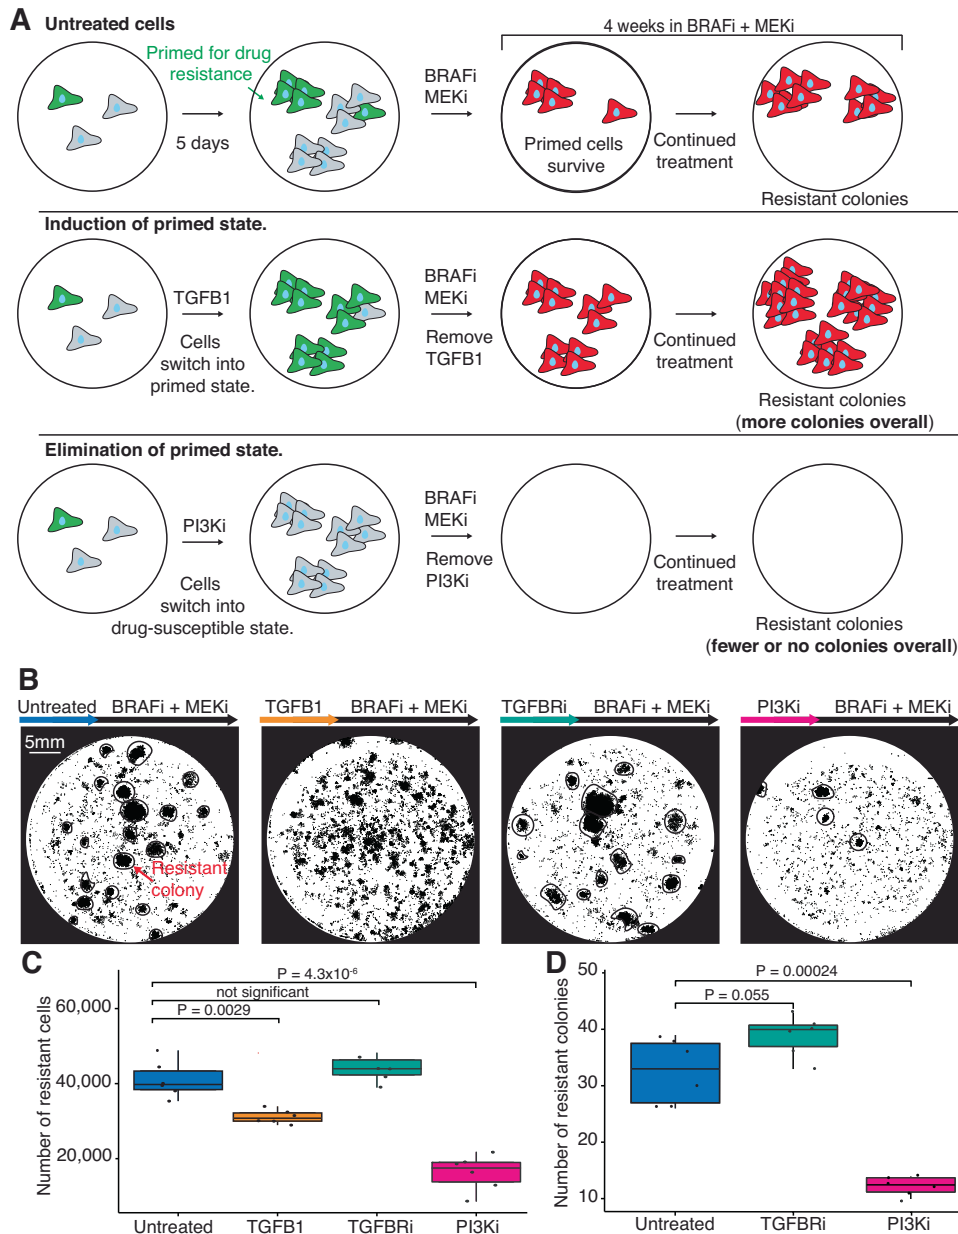 A Untreated cells
4 weeks in BRAFi + MEKi
Primed for drug
resistance
5 days
BRAFi
MEKi
Primed cells
survive
Continued
treatment
Resistant colonies
Induction of primed state.
TGFB1
Cells
switch into
primed state.
BRAFi
MEKi
Remove
TGFB1
Continued
treatment
Resistant colonies
(more colonies overall)
Elimination of primed state.
PI3Ki
Cells
switch into
drug-susceptible state.
BRAFi
MEKi
Remove
PI3Ki
Continued
treatment
Resistant colonies
(fewer or no colonies overall)
B
Untreated BRAFi + MEKi
TGFB1 BRAFi + MEKi
TGFBRi BRAFi + MEKi
PI3Ki BRAFi + MEKi
5mm
Resistant
colony
C
P = 4.3x10-6
not significant
P = 0.0029
Number of resistant cells
60,000
40,000
20,000
Untreated TGFB1 TGFBRi PI3Ki
D
P = 0.00024
P = 0.055
Number of resistant colonies
50
40
30
20
10
Untreated TGFBRi PI3Ki